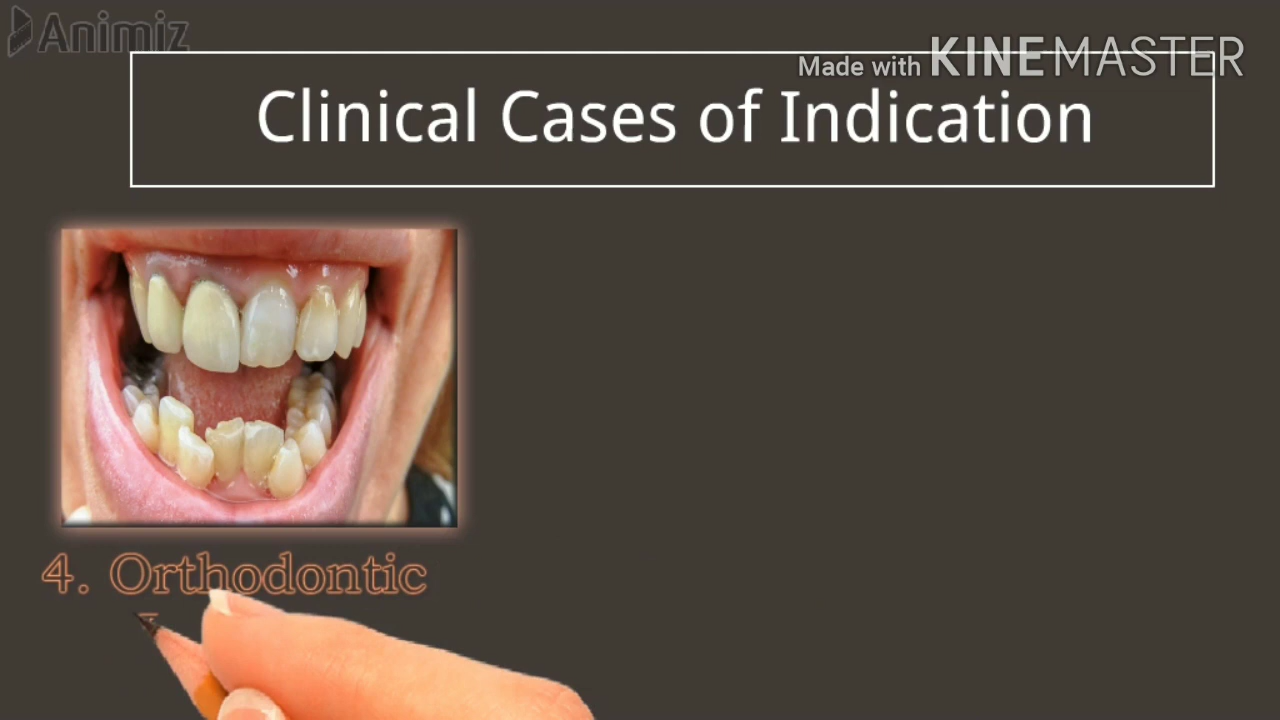 Animiz
Made with KINEMASTER
Clinical Cases of Indication
4. Orthodontic